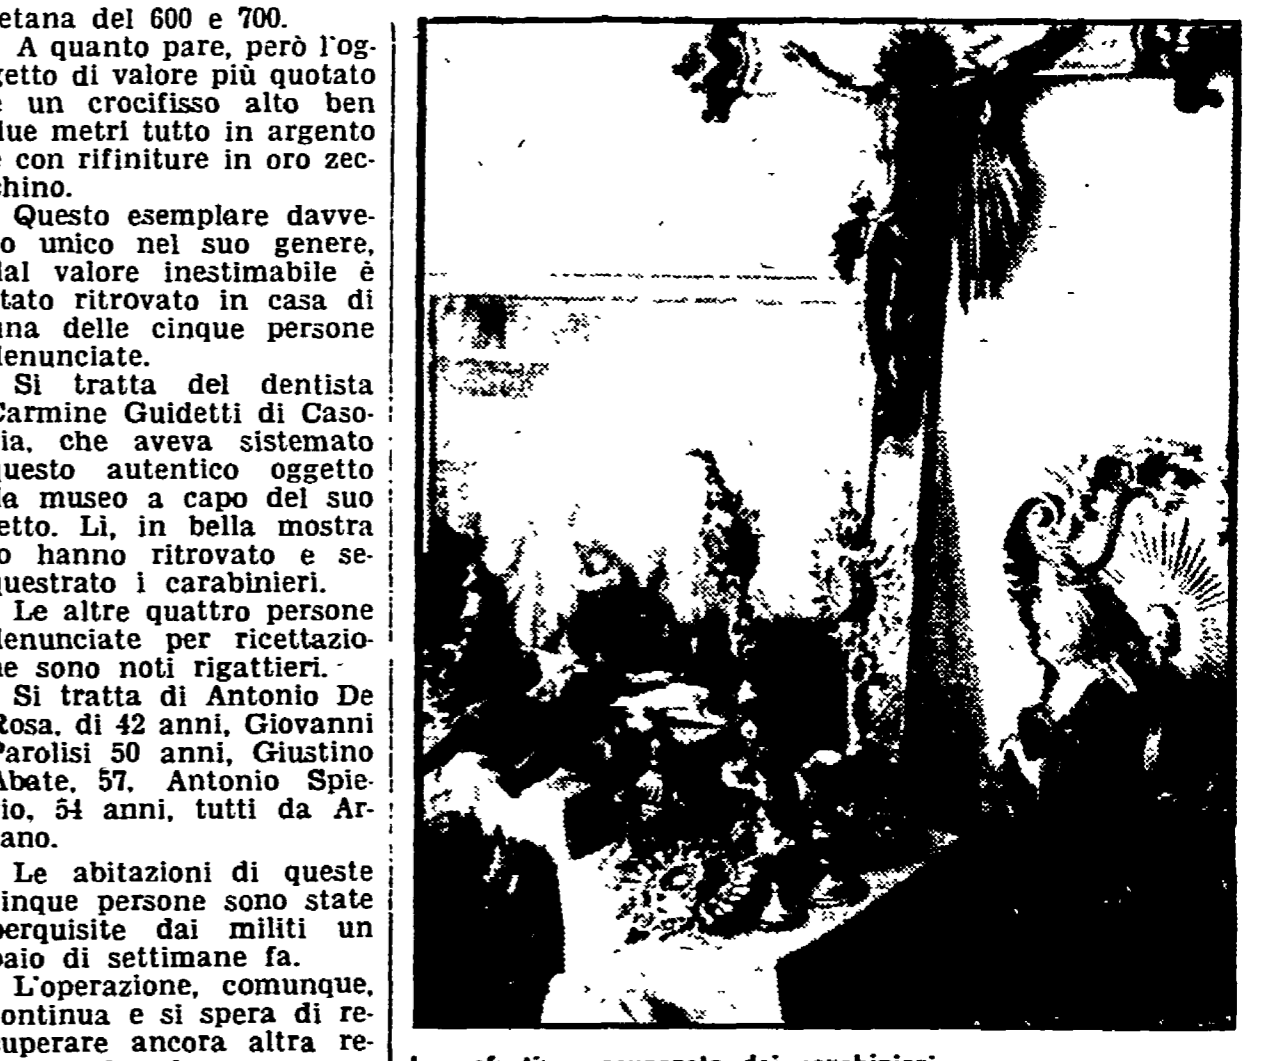 etana del 600 e 700.
A quanto pare, però l'og-
getto di valore più quotato
è un crocifisso alto ben
due metri tutto in argento
e con rifiniture in oro zec-
chino.
Questo esemplare davve-
ro unico nel suo genere,
dal valore inestimabile è
stato ritrovato in casa di
una delle cinque persone
denunciate.
Si tratta del dentista
Carmine Guidetti di Caso-
ria, che aveva sistemato
questo autentico oggetto
da museo a capo del suo
letto. Lì, in bella mostra
lo hanno ritrovato e se-
questrato i carabinieri.
Le altre quattro persone
denunciate per ricettazio-
ne sono noti rigattieri.
Si tratta di Antonio De
Rosa, di 42 anni, Giovanni
Parolisi 50 anni, Giustino
Abate, 57, Antonio Spie-
rio, 54 anni, tutti da Ar-
zano.
Le abitazioni di queste
cinque persone sono state
perquisite dai militi un
paio di settimane fa.
L'operazione, comunque,
continua e si spera di re-
cuperare ancora altra re-